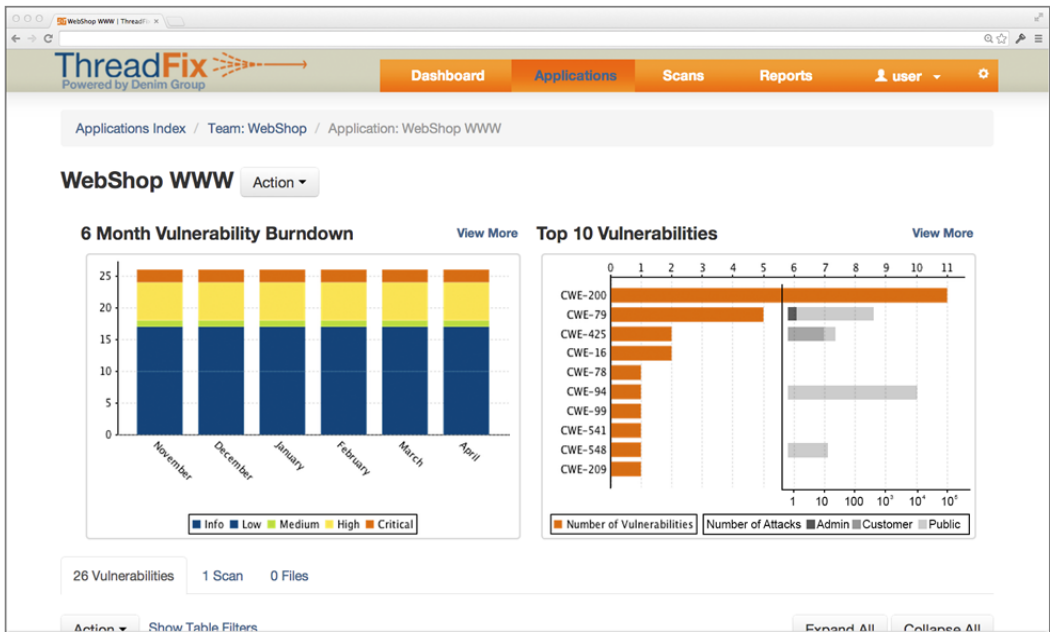 WebShop WWW | ThreadFi
ThreadFix
Powered by Denim Group
Dashboard
Applications
Scans
Reports
user
Applications Index / Team: WebShop / Application: WebShop WWW
WebShop WWW
Action
6 Month Vulnerability Burndown
View More
25
20
15
10
5
0
November
December
January
February
March
April
Info
Low
Medium
High
Critical
Top 10 Vulnerabilities
View More
0 1 2 3 4 5 6 7 8 9 10 11
CWE-200
CWE-79
CWE-425
CWE-16
CWE-78
CWE-94
CWE-99
CWE-541
CWE-548
CWE-209
1 10 100 10³ 10⁴ 10⁵
Number of Vulnerabilities
Number of Attacks Admin Customer Public
26 Vulnerabilities
1 Scan
0 Files
Action
Show Table Filters
Expand All
Collapse All